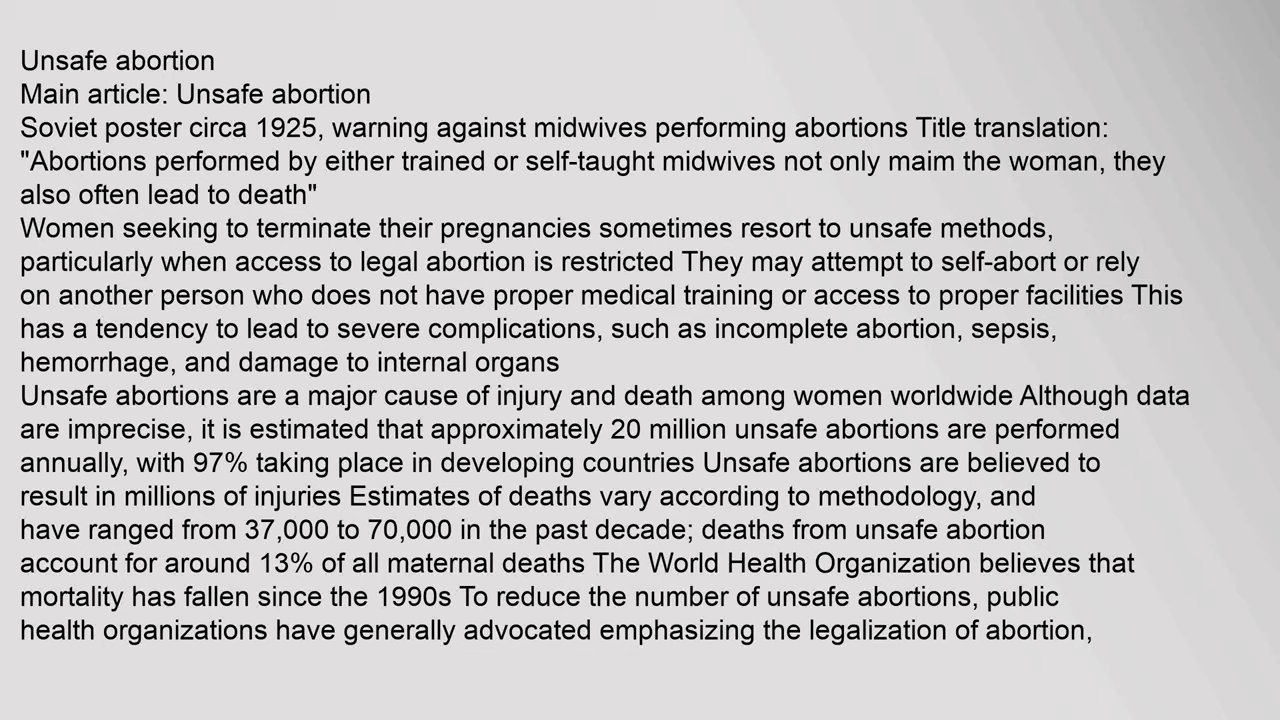 Unsafe abortion
Main article: Unsafe abortion
Soviet poster circa 1925, warning against midwives performing abortions Title translation:
"Abortions performed by either trained or self-taught midwives not only maim the woman, they
also often lead to death"
Women seeking to terminate their pregnancies sometimes resort to unsafe methods,
particularly when access to legal abortion is restricted They may attempt to self-abort or rely
on another person who does not have proper medical training or access to proper facilities This
has a tendency to lead to severe complications, such as incomplete abortion, sepsis,
hemorrhage, and damage to internal organs
Unsafe abortions are a major cause of injury and death among women worldwide Although data
are imprecise, it is estimated that approximately 20 million unsafe abortions are performed
annually, with 97% taking place in developing countries Unsafe abortions are believed to
result in millions of injuries Estimates of deaths vary according to methodology, and
have ranged from 37,000 to 70,000 in the past decade; deaths from unsafe abortion
account for around 13% of all maternal deaths The World Health Organization believes that
mortality has fallen since the 1990s To reduce the number of unsafe abortions, public
health organizations have generally advocated emphasizing the legalization of abortion,